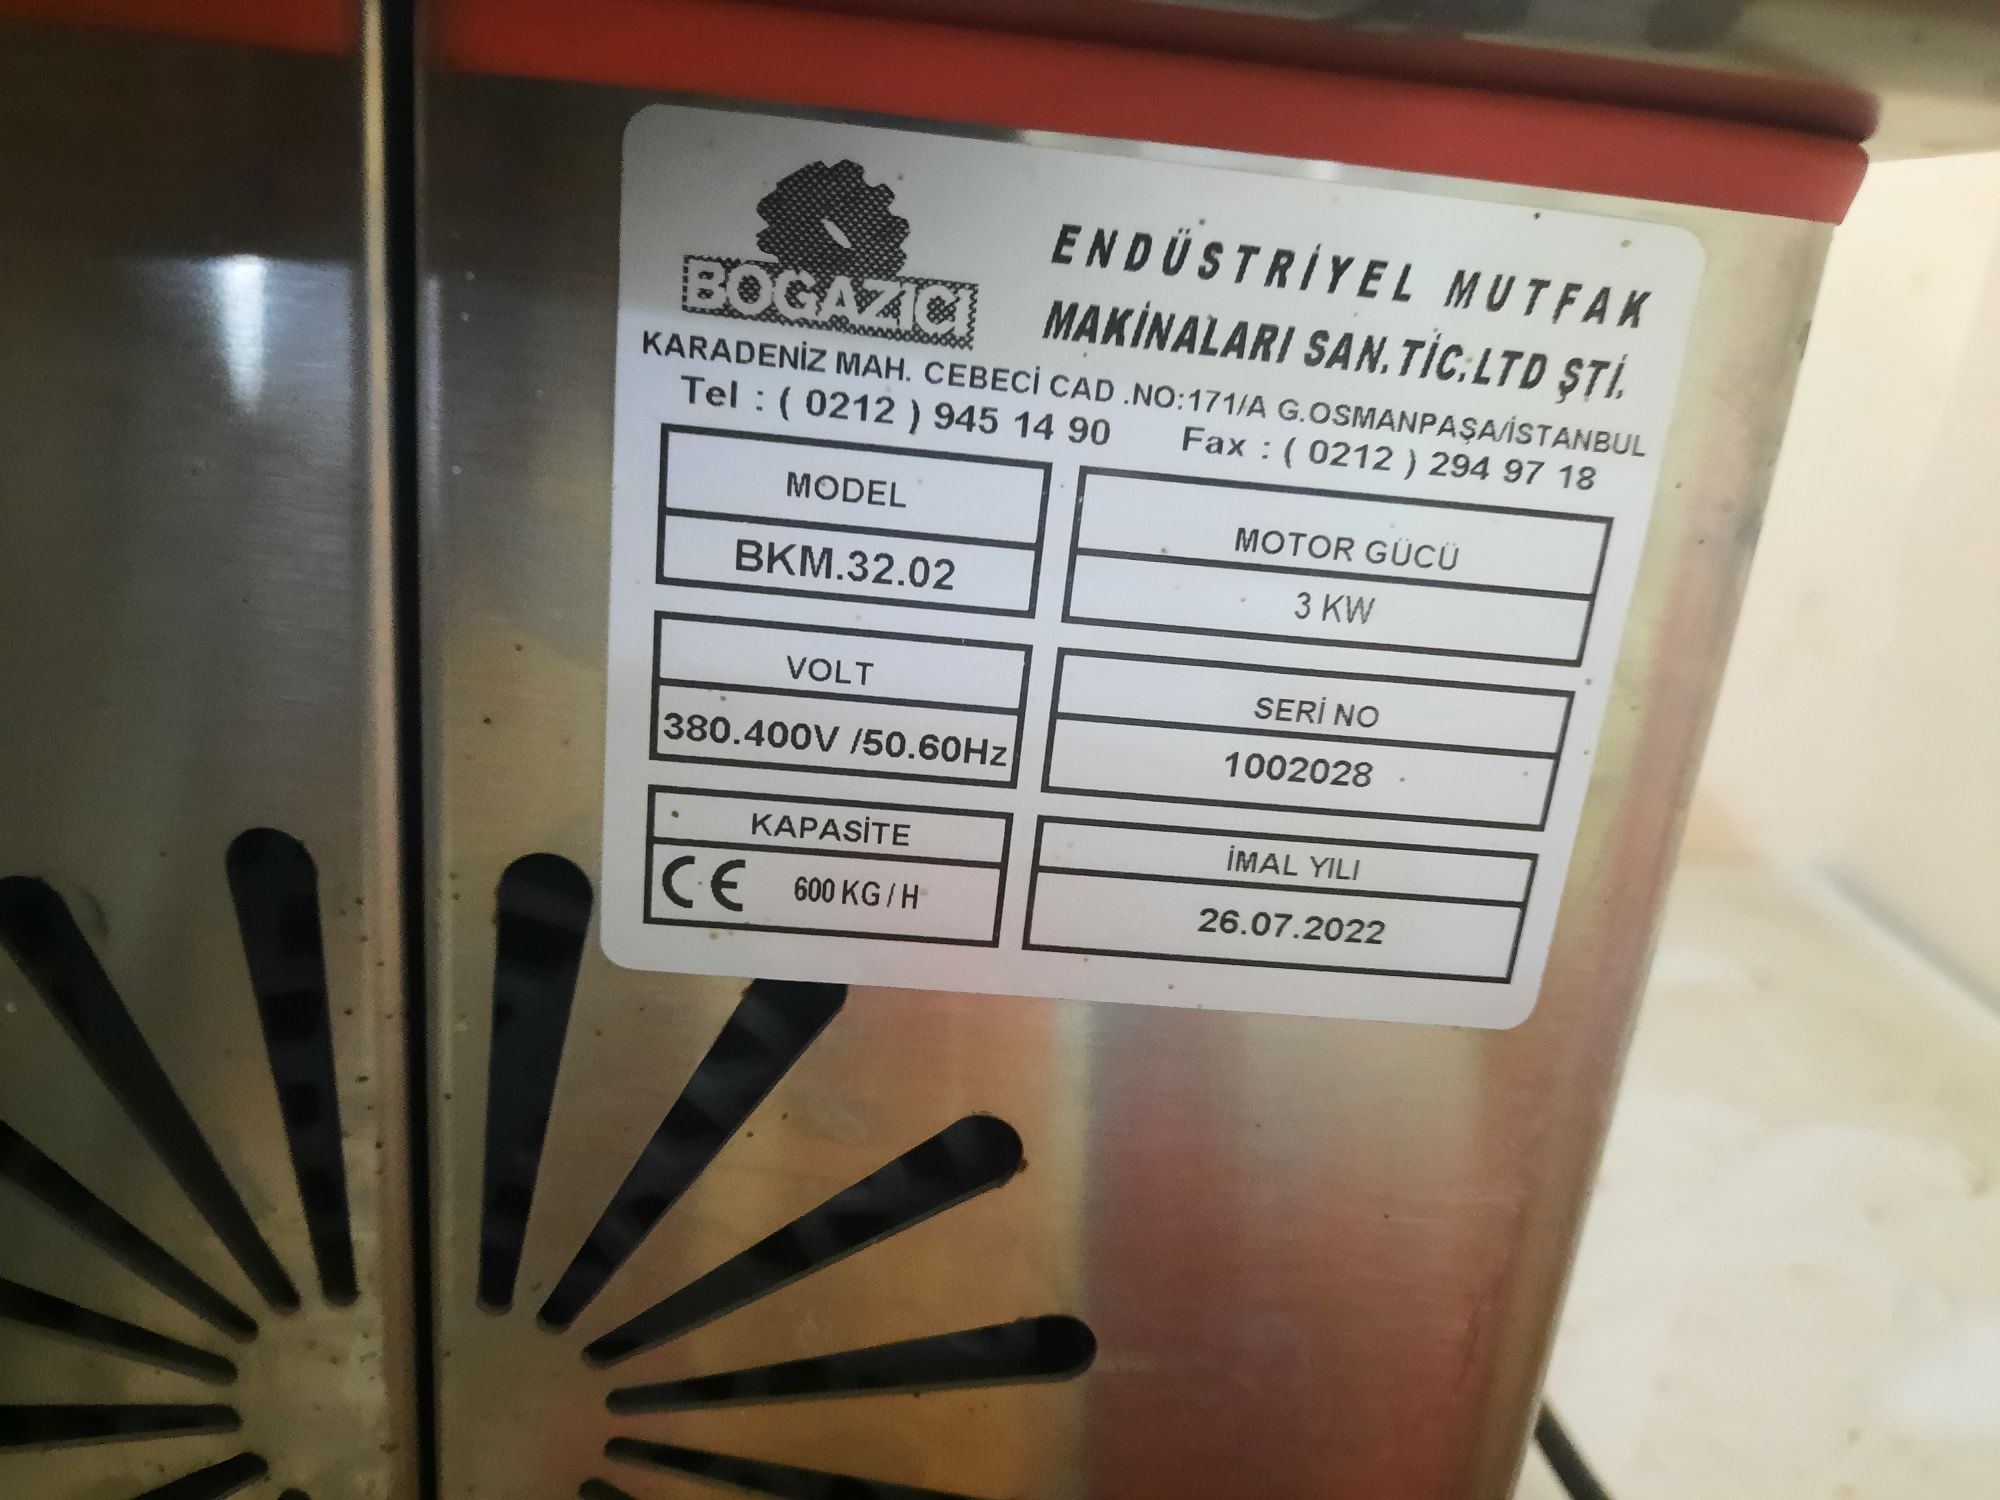 BOGAZICI
ENDÜSTRİYEL MUTFAK
MAKİNALARI SAN.TİC.LTD ŞTİ.
KARADENİZ MAH. CEBECİ CAD .NO:171/A G.OSMANPAŞA/İSTANBUL
Tel : ( 0212 ) 945 14 90 Fax : ( 0212 ) 294 97 18
MODEL
BKM.32.02
MOTOR GÜCÜ
3 KW
VOLT
380.400V /50.60Hz
SERİ NO
1002028
KAPASİTE
CE 600 KG / H
İMAL YILI
26.07.2022